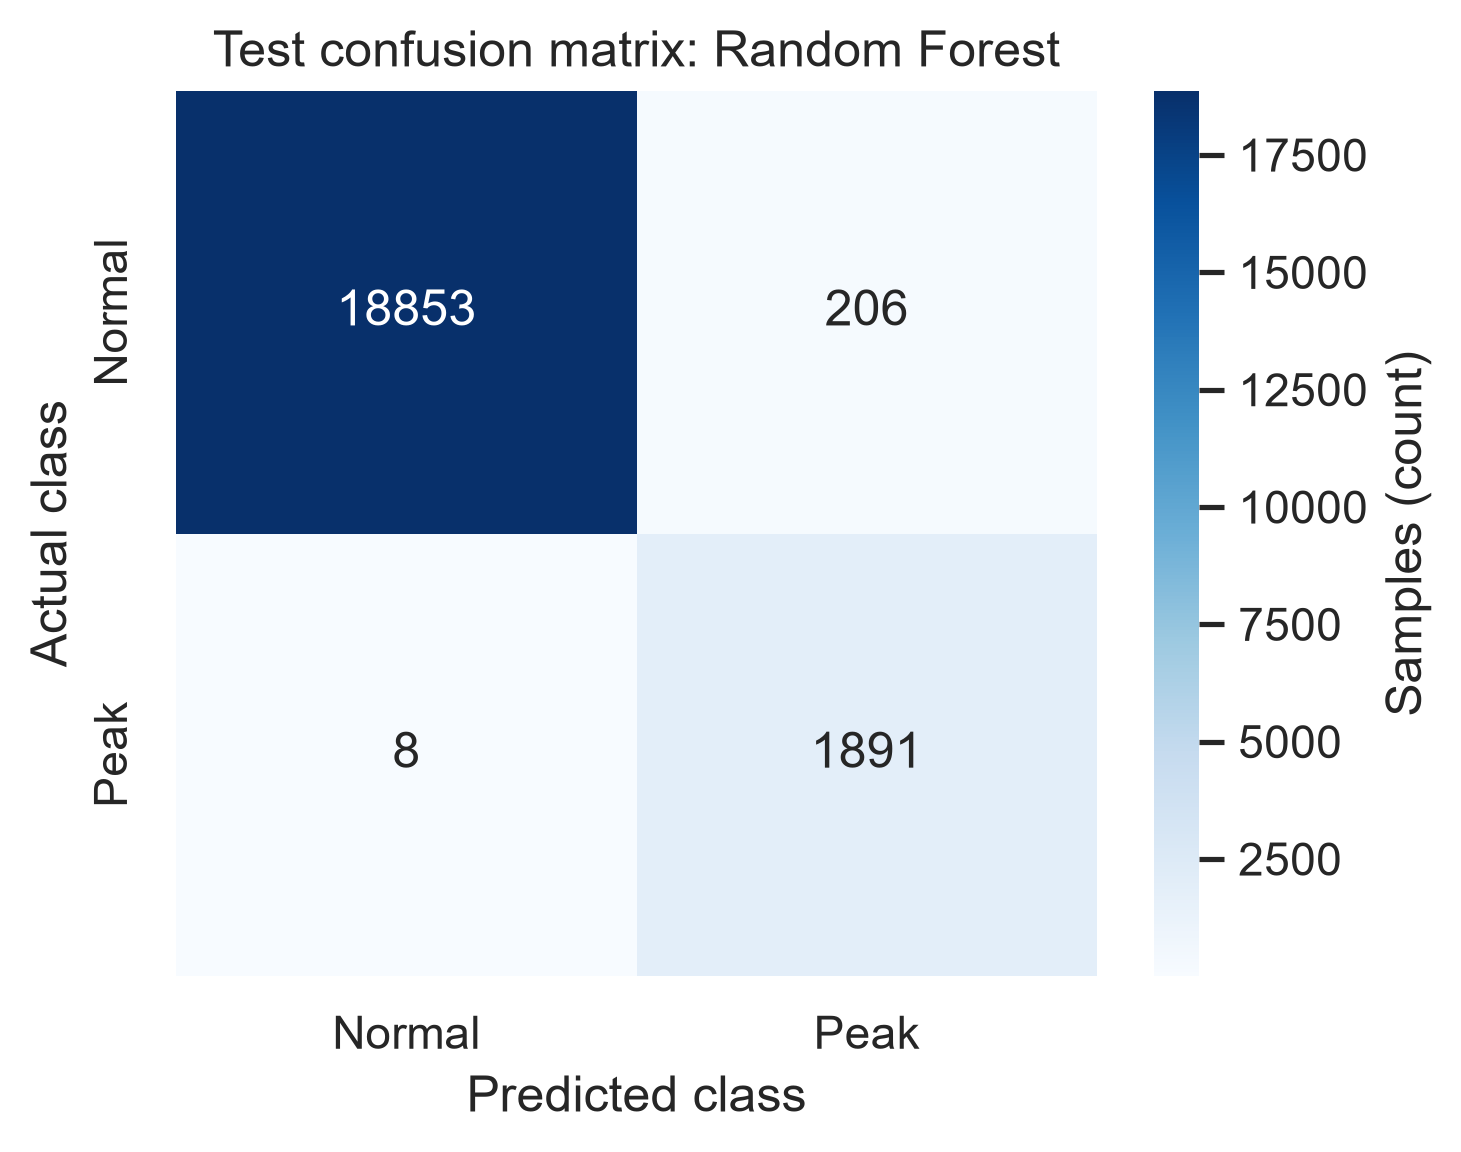 Test confusion matrix: Random Forest
Actual class
Normal
Peak
18853
206
8
1891
Normal
Peak
Predicted class
17500
15000
12500
10000
7500
5000
2500
Samples (count)